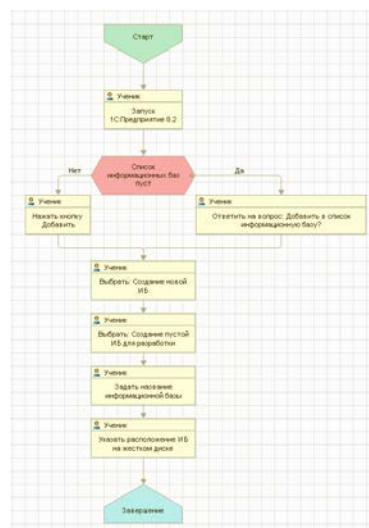 Старт
Ученик
Запуск
1С:Предприятие 8.2
Список
информационных баз
пуст
Нет
Да
Ученик
Нажать кнопку
Добавить
Ученик
Ответить на вопрос: Добавить в список
информационную базу?
Ученик
Выбрать: Создание новой
ИБ
Ученик
Выбрать: Создание пустой
ИБ для разработки
Ученик
Задать название
информационной базы
Ученик
Указать расположение ИБ
на жестком диске
Завершение